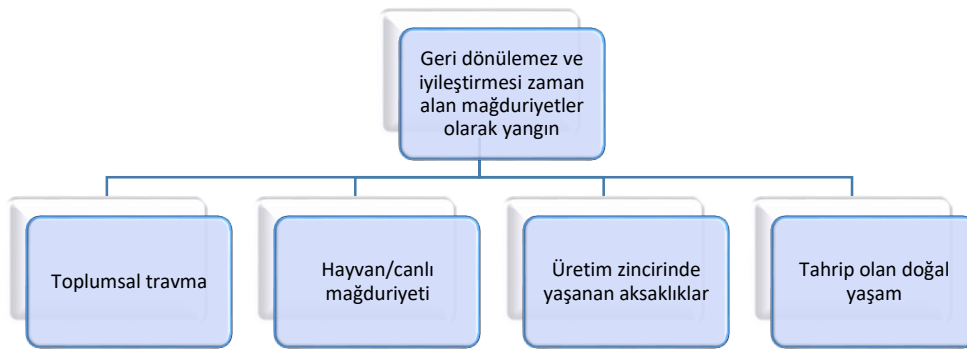 Geri dönülemez ve
iyileştirmesi zaman
alan mağduriyetler
olarak yangın
Toplumsal travma
Hayvan/canlı
mağduriyeti
Üretim zincirinde
yaşanan aksaklıklar
Tahrip olan doğal
yaşam